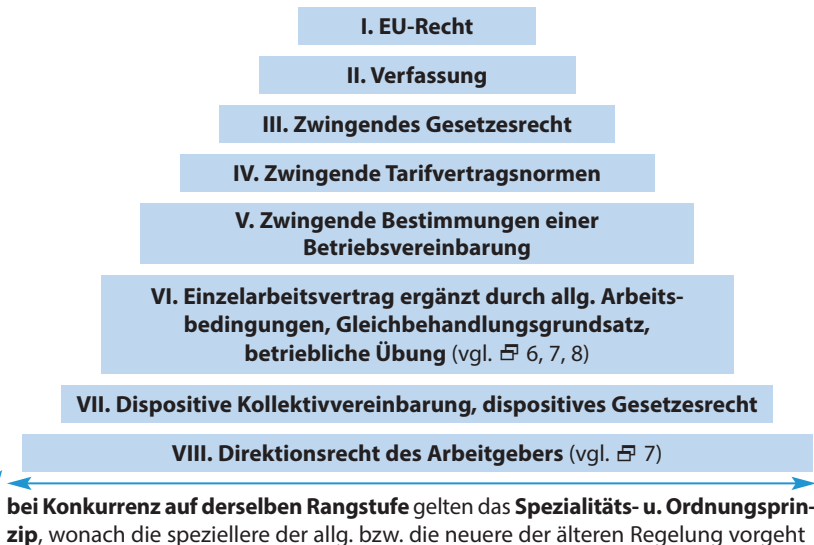 I. EU-Recht
II. Verfassung
III. Zwingendes Gesetzesrecht
IV. Zwingende Tarifvertragsnormen
V. Zwingende Bestimmungen einer
Betriebsvereinbarung
VI. Einzelarbeitsvertrag ergänzt durch allg. Arbeits-
bedingungen, Gleichbehandlungsgrundsatz,
betriebliche Übung (vgl. 🗗 6, 7, 8)
VII. Dispositive Kollektivvereinbarung, dispositives Gesetzesrecht
VIII. Direktionsrecht des Arbeitgebers (vgl. 🗗 7)
bei Konkurrenz auf derselben Rangstufe gelten das Spezialitäts- u. Ordnungsprin-
zip, wonach die speziellere der allg. bzw. die neuere der älteren Regelung vorgeht